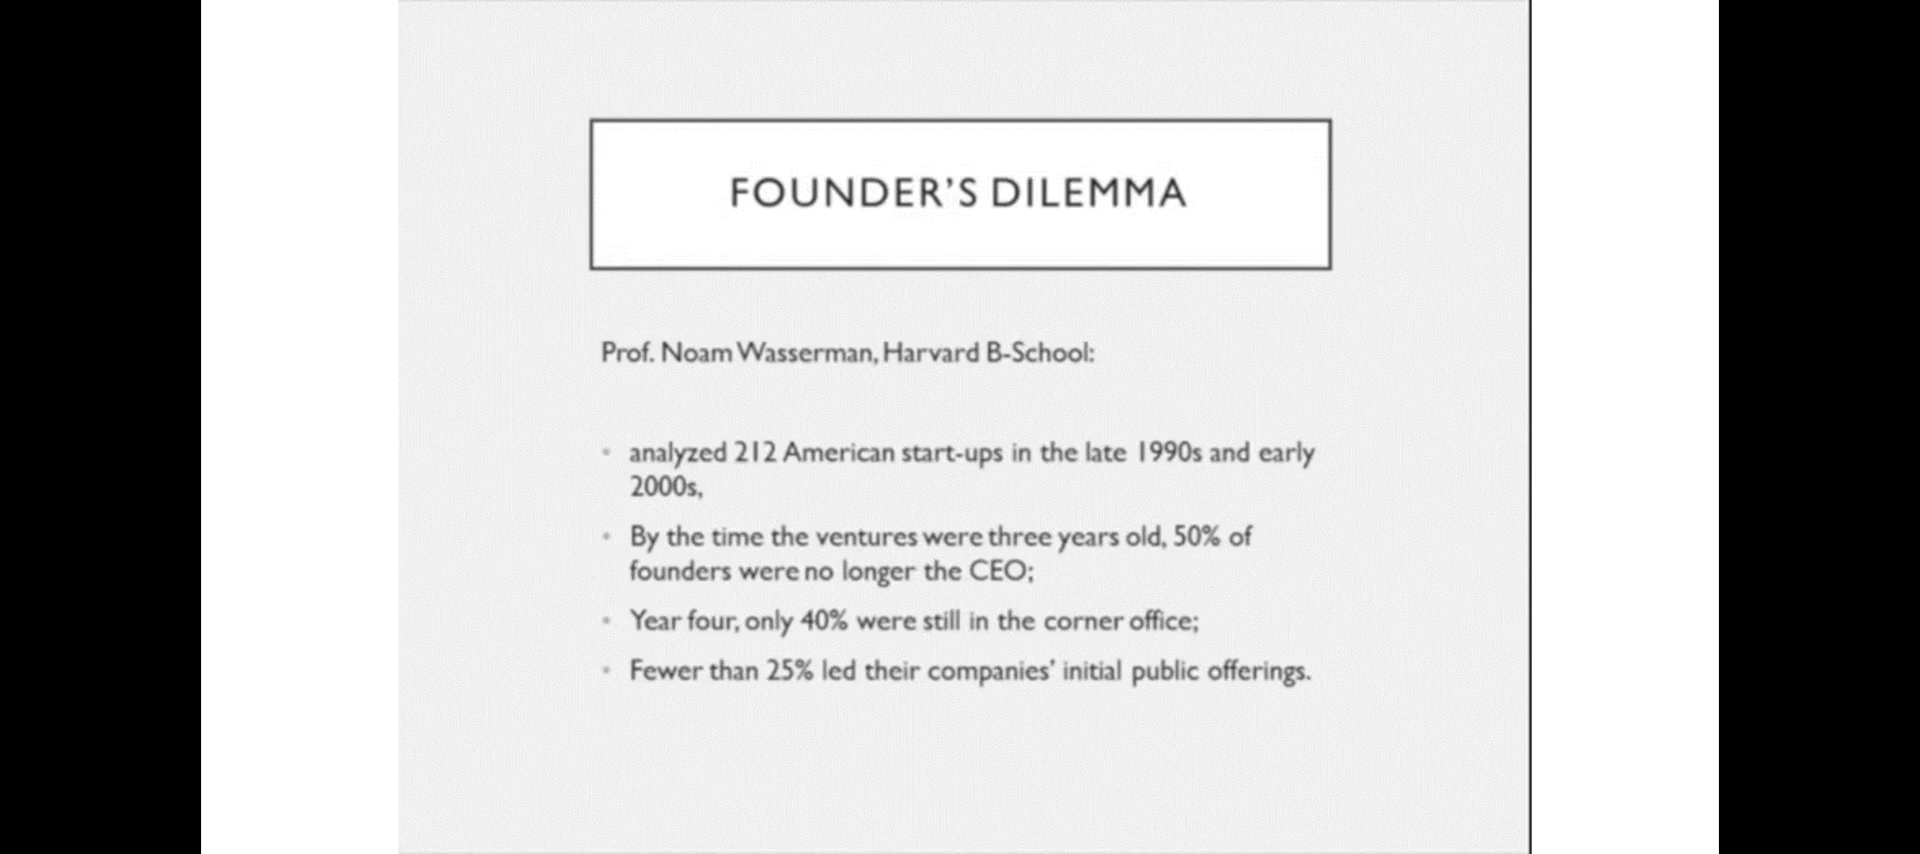 FOUNDER’S DILEMMA
Prof. Noam Wasserman, Harvard B-School:
• analyzed 212 American start-ups in the late 1990s and early
2000s,
• By the time the ventures were three years old, 50% of
founders were no longer the CEO;
• Year four, only 40% were still in the corner office;
• Fewer than 25% led their companies’ initial public offerings.